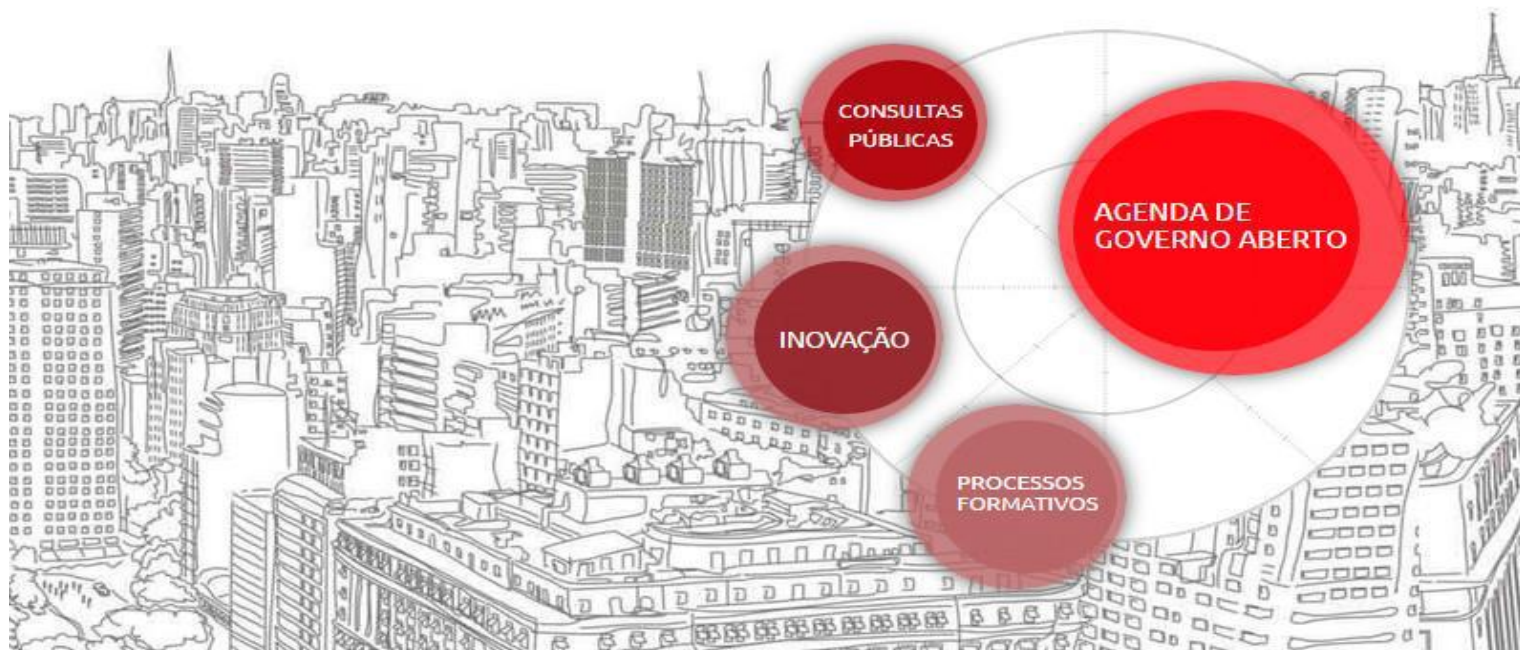 CONSULTAS
PÚBLICAS
AGENDA DE
GOVERNO ABERTO
INOVAÇÃO
PROCESSOS
FORMATIVOS